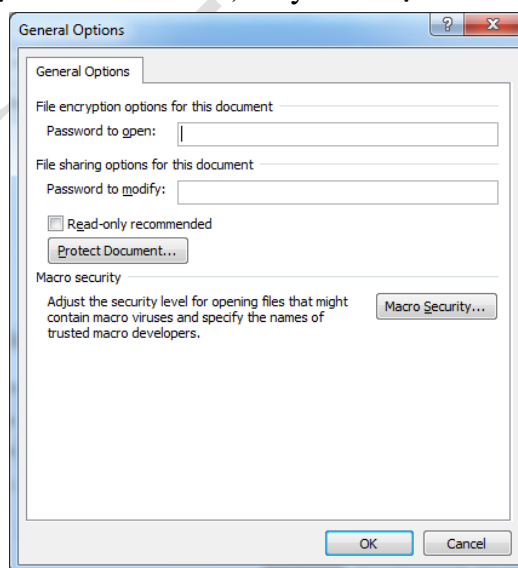 General Options
?
X
General Options
File encryption options for this document
Password to open:
File sharing options for this document
Password to modify:
Read-only recommended
Protect Document...
Macro security
Adjust the security level for opening files that might
contain macro viruses and specify the names of
trusted macro developers.
Macro Security...
OK
Cancel